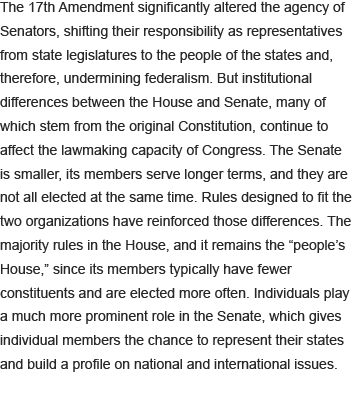 The 17th Amendment significantly altered the agency of
Senators, shifting their responsibility as representatives
from state legislatures to the people of the states and,
therefore, undermining federalism. But institutional
differences between the House and Senate, many of
which stem from the original Constitution, continue to
affect the lawmaking capacity of Congress. The Senate
is smaller, its members serve longer terms, and they are
not all elected at the same time. Rules designed to fit the
two organizations have reinforced those differences. The
majority rules in the House, and it remains the “people’s
House,” since its members typically have fewer
constituents and are elected more often. Individuals play
a much more prominent role in the Senate, which gives
individual members the chance to represent their states
and build a profile on national and international issues.